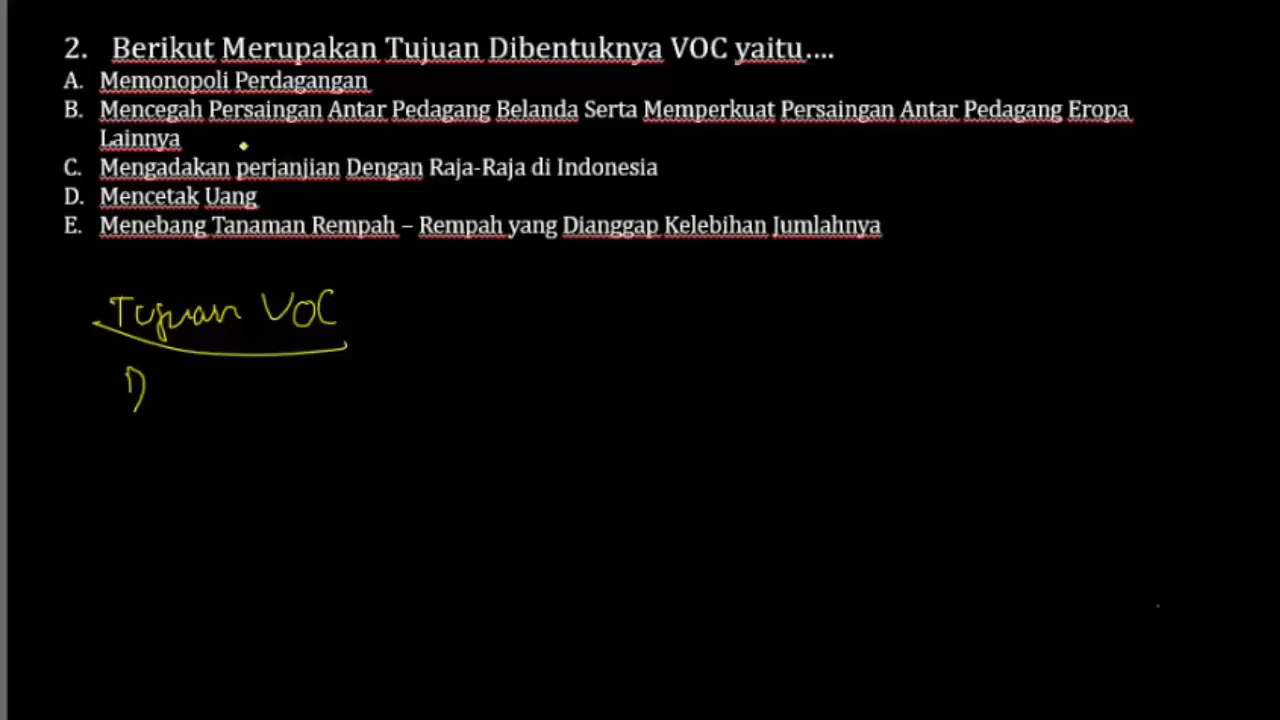 2. Berikut Merupakan Tujuan Dibentuknya VOC yaitu....
A. Memonopoli Perdagangan
B. Mencegah Persaingan Antar Pedagang Belanda Serta Memperkuat Persaingan Antar Pedagang Eropa
Lainnya
C. Mengadakan perjanjian Dengan Raja-Raja di Indonesia
D. Mencetak Uang
E. Menebang Tanaman Rempah – Rempah yang Dianggap Kelebihan Jumlahnya
Tujuan VOC
1)